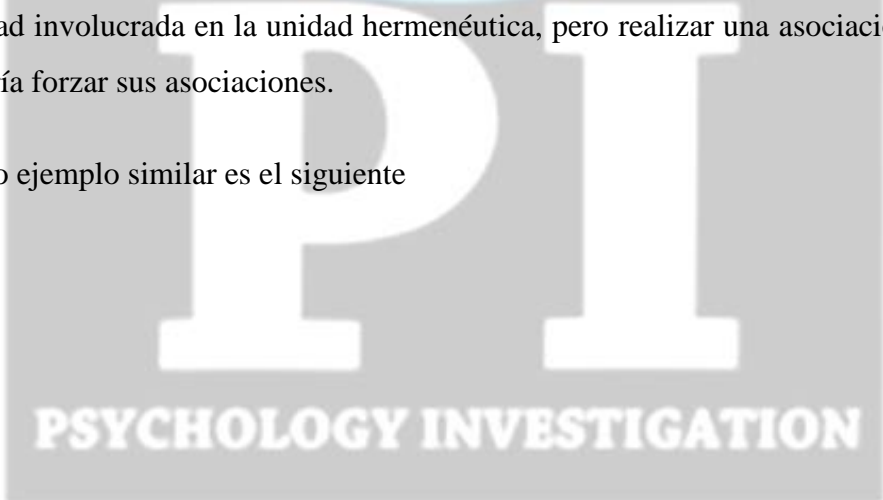 ad involucrada en la unidad hermenéutica, pero realizar una asociaci
ía forzar sus asociaciones.
o ejemplo similar es el siguiente
PI
PSYCHOLOGY INVESTIGATION